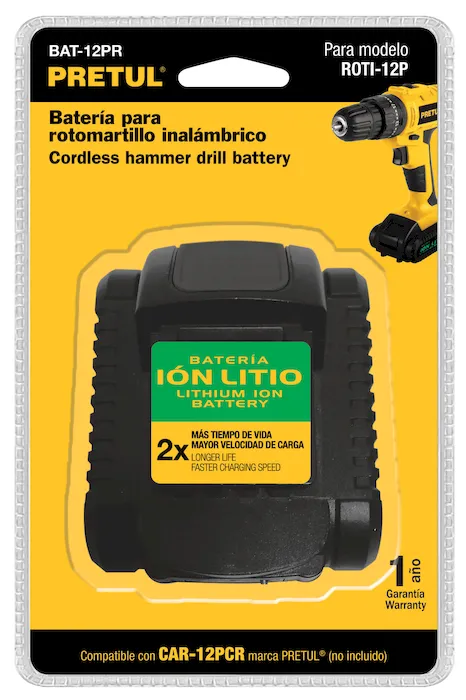 BAT-12PR
PRETUL®
Para modelo
ROTI-12P
Batería para
rotomartillo inalámbrico
Cordless hammer drill battery
PRETUL
BATERÍA
IÓN LITIO
LITHIUM ION
BATTERY
2x
MÁS TIEMPO DE VIDA
MAYOR VELOCIDAD DE CARGA
LONGER LIFE
FASTER CHARGING SPEED
1 año
Garantía
Warranty
Compatible con CAR-12PCR marca PRETUL® (no incluido)